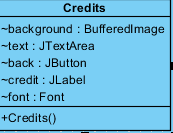 Credits
~background : BufferedImage
~text : JTextArea
~back : JButton
~credit : JLabel
~font : Font
+Credits()